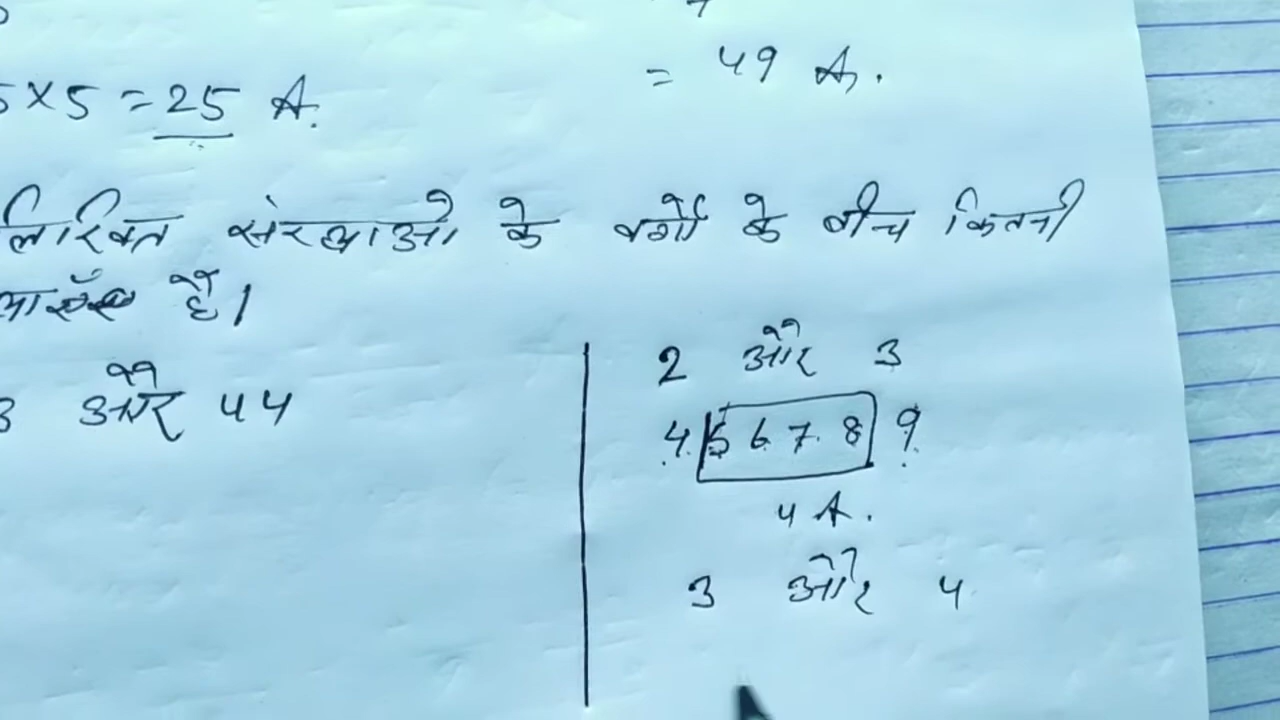 5×5 = 25 A.
= 49 A.
लिखित संख्याओ के वर्गों के बीच कितनी
हैं।
3 और 44
2 और 3
4 5 6 7 8 9
4 A.
3 और 4